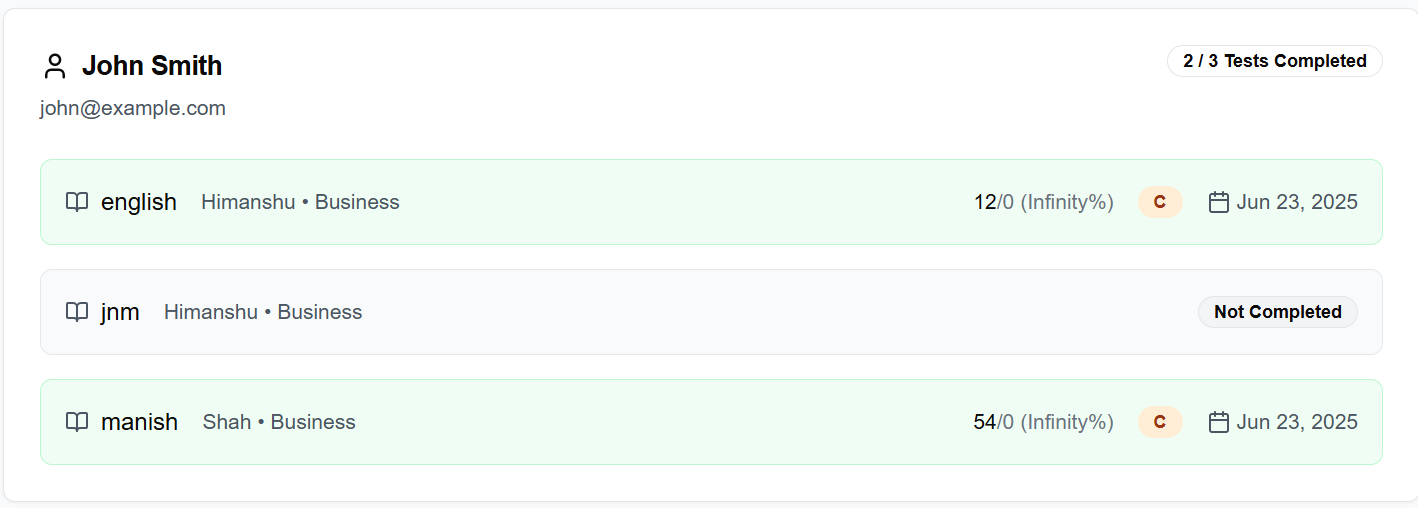 John Smith
2 / 3 Tests Completed
john@example.com
english Himanshu • Business 12/0 (Infinity%) C Jun 23, 2025
jnm Himanshu • Business Not Completed
manish Shah • Business 54/0 (Infinity%) C Jun 23, 2025